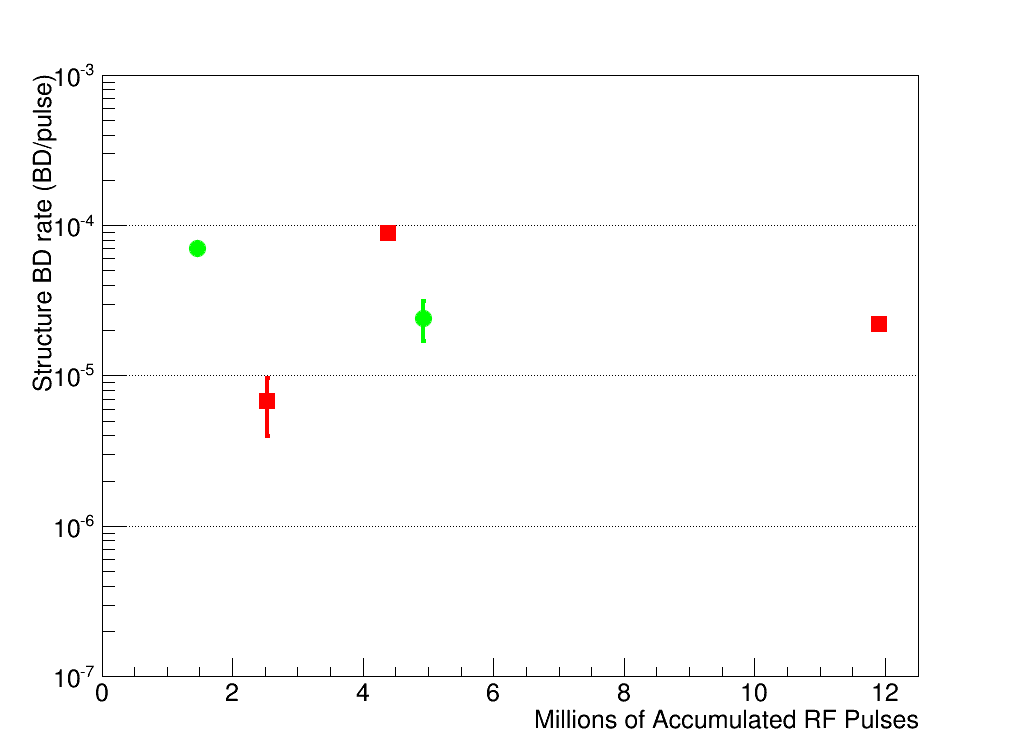 Structure BD rate (BD/pulse)
10⁻³
10⁻⁴
10⁻⁵
10⁻⁶
10⁻⁷
0 2 4 6 8 10 12
Millions of Accumulated RF Pulses